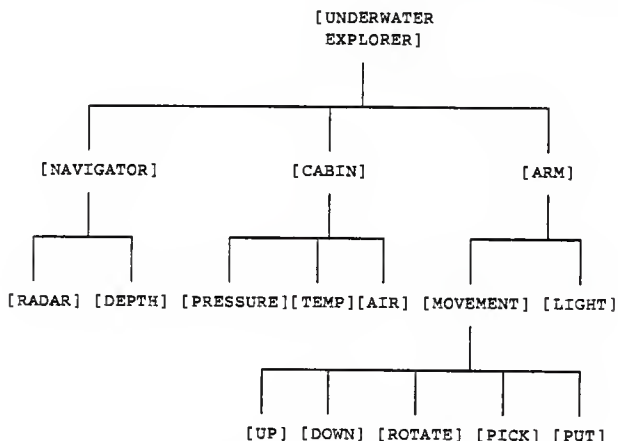 [UNDERWATER
EXPLORER]
[NAVIGATOR] [CABIN] [ARM]
[RADAR] [DEPTH] [PRESSURE][TEMP][AIR] [MOVEMENT] [LIGHT]
[UP] [DOWN] [ROTATE] [PICK] [PUT]